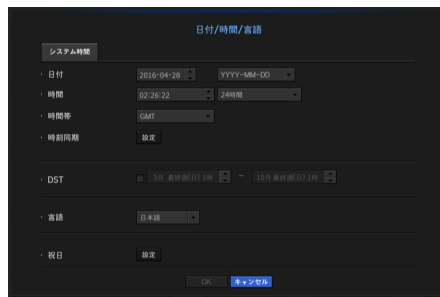 日付/時間/言語
システム時間
・日付 2016-04-28 YYYY-MM-DD
・時間 02:26:22 24時間
・時間帯 GMT
・時刻同期 設定
・DST 3月 最終週(日) 1時 - 10月 最終週(日) 1時
・言語 日本語
・祝日 設定
OK キャンセル